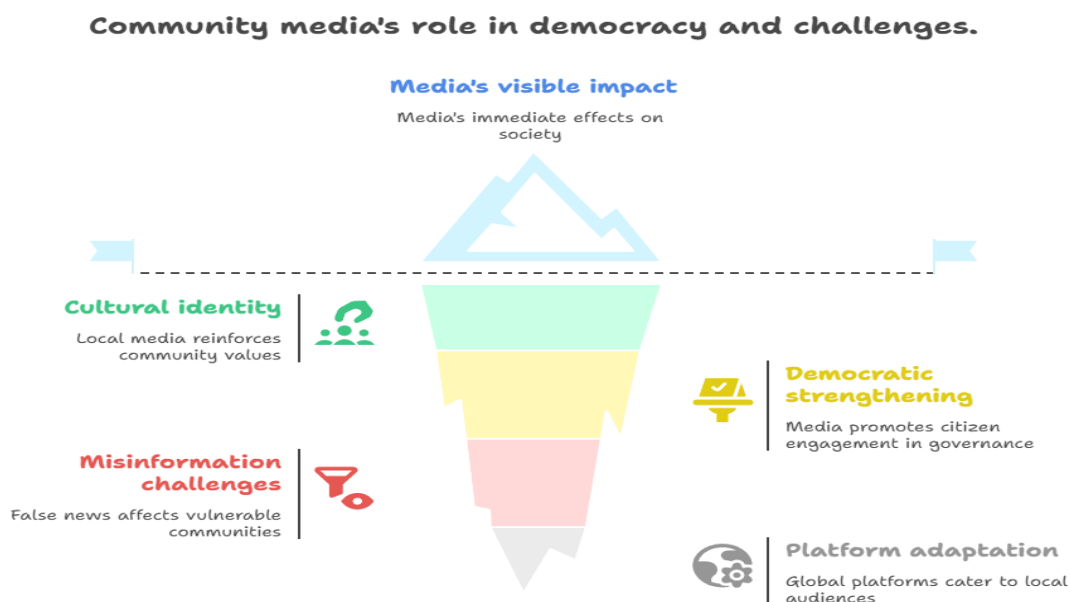 Community media's role in democracy and challenges.
Media's visible impact
Media's immediate effects on
society
Cultural identity
Local media reinforces
community values
Democratic
strengthening
Media promotes citizen
engagement in governance
Misinformation
challenges
False news affects vulnerable
communities
Platform adaptation
Global platforms cater to local
audiences